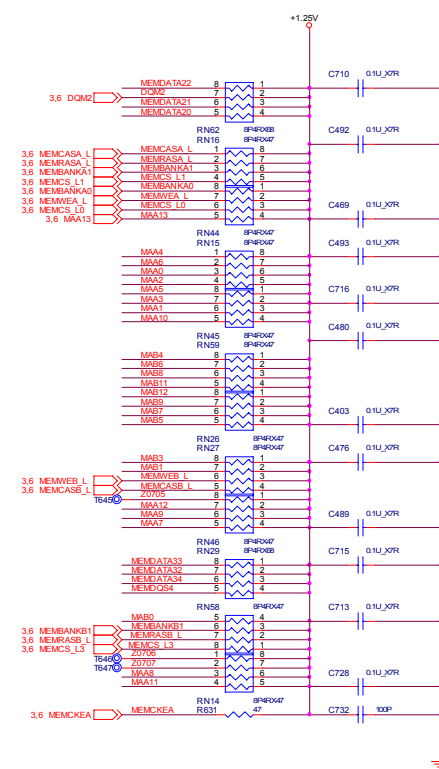 +1.25V
MEMDATA22 8 1 C710 0.1U_X7R
3,6 DQM2 DQM2 7 2
MEMDATA21 6 3
MEMDATA20 5 4
RN62 8P4RX68 C492 0.1U_X7R
RN16 8P4RX47
3,6 MEMCASA_L MEMCASA_L 1 8
3,6 MEMRASA_L MEMRASA_L 2 7
3,6 MEMBANKA1 MEMBANKA1 3 6
3,6 MEMCS_L1 MEMCS_L1 4 5
3,6 MEMBANKA0 MEMBANKA0 8 1
3,6 MEMWEA_L MEMWEA_L 7 2
3,6 MEMCS_L0 MEMCS_L0 6 3 C469 0.1U_X7R
3,6 MAA13 MAA13 5 4
RN44 8P4RX47
RN15 8P4RX47 C493 0.1U_X7R
MAA4 1 8
MAA6 2 7
MAA0 3 6
MAA2 4 5
MAA5 8 1 C716 0.1U_X7R
MAA3 7 2
MAA1 6 3
MAA10 5 4 C480 0.1U_X7R
RN45 8P4RX47
RN59 8P4RX47
MAB4 8 1
MAB6 7 2
MAB8 6 3
MAB11 5 4
MAB12 8 1
MAB9 7 2
MAB7 6 3 C403 0.1U_X7R
MAB5 5 4
RN26 8P4RX47
RN27 8P4RX47 C476 0.1U_X7R
MAB3 8 1
MAB1 7 2
3,6 MEMWEB_L MEMWEB_L 6 3
3,6 MEMCASB_L MEMCASB_L 5 4
T645 Z0705 8 1
MAA12 7 2
MAA9 6 3 C489 0.1U_X7R
MAA7 5 4
RN46 8P4RX47
RN29 8P4RX68 C715 0.1U_X7R
MEMDATA33 8 1
MEMDATA32 7 2
MEMDATA34 6 3
MEMDQS4 5 4
RN58 8P4RX47 C713 0.1U_X7R
MAB0 5 4
3,6 MEMBANKB1 MEMBANKB1 6 3
3,6 MEMRASB_L MEMRASB_L 7 2
3,6 MEMCS_L3 MEMCS_L3 8 1
T646 Z0706 1 8
T647 Z0707 2 7
MAA8 3 6 C728 0.1U_X7R
MAA11 4 5
RN14 8P4RX47
3,6 MEMCKEA MEMCKEA R631 47 C732 100P